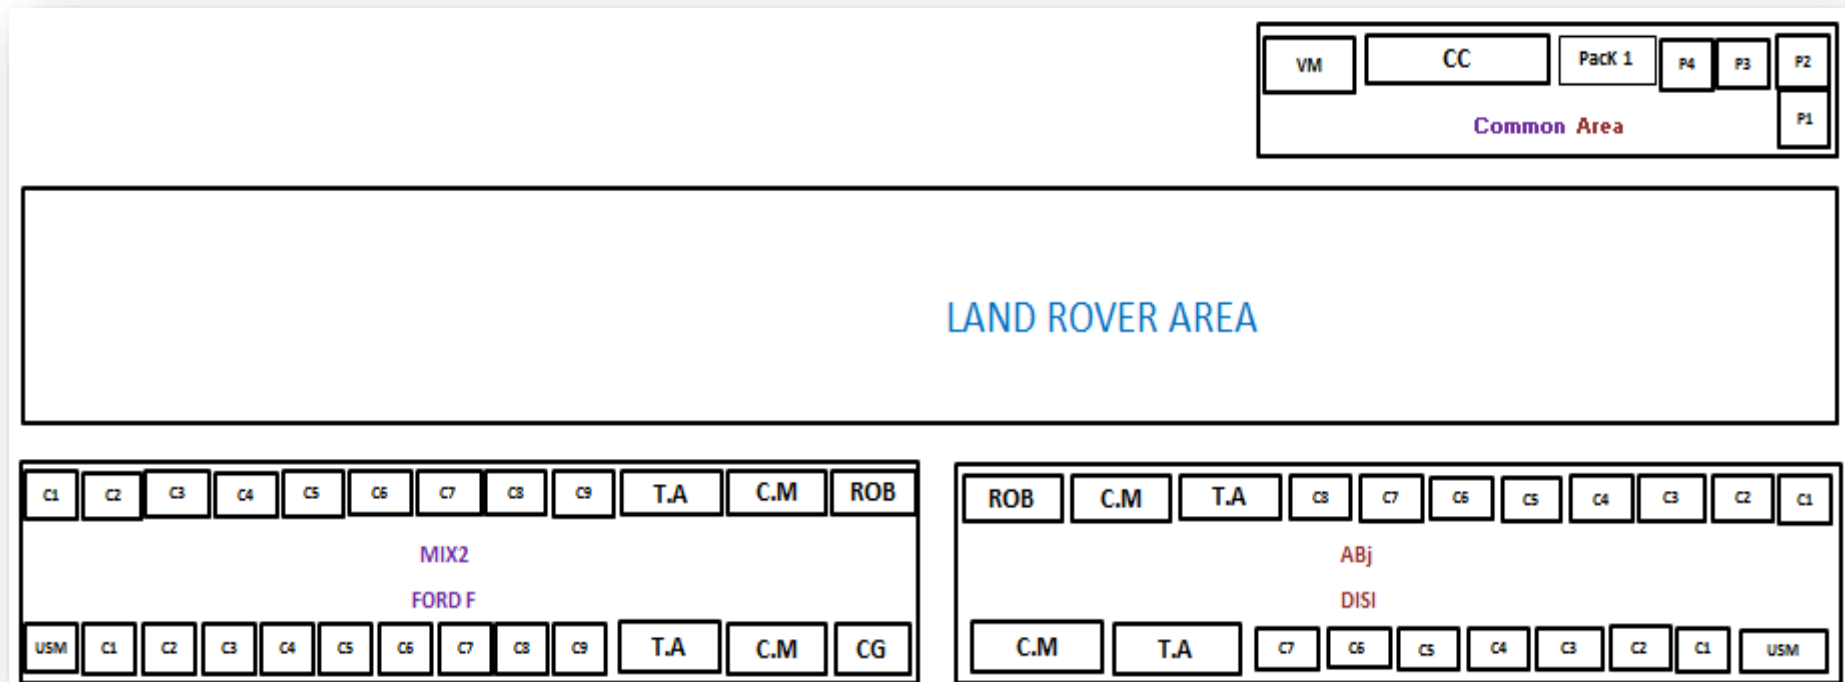 VM CC PacK 1 P4 P3 P2
Common Area P1
LAND ROVER AREA
C1 C2 C3 C4 C5 C6 C7 C8 C9 T.A C.M ROB
MIX2
FORD F
USM C1 C2 C3 C4 C5 C6 C7 C8 C9 T.A C.M CG
ROB C.M T.A C8 C7 C6 C5 C4 C3 C2 C1
ABj
DISI
C.M T.A C7 C6 C5 C4 C3 C2 C1 USM